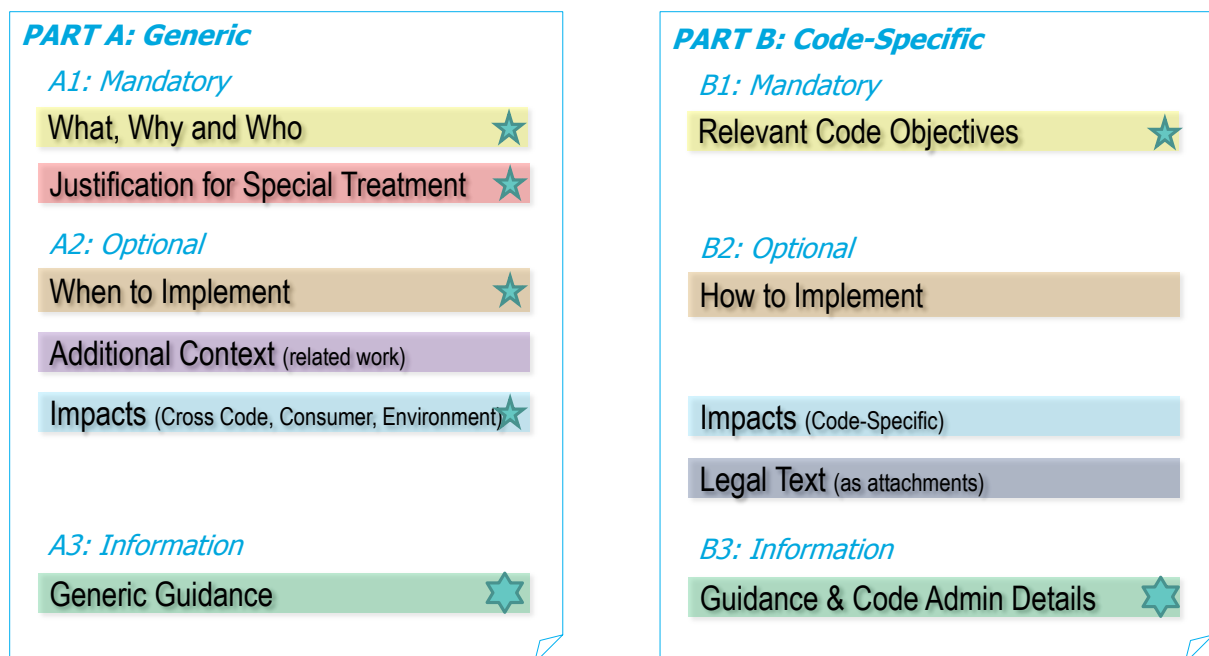 PART A: Generic
A1: Mandatory
What, Why and Who
Justification for Special Treatment
A2: Optional
When to Implement
Additional Context (related work)
Impacts (Cross Code, Consumer, Environment)
A3: Information
Generic Guidance
PART B: Code-Specific
B1: Mandatory
Relevant Code Objectives
B2: Optional
How to Implement
Impacts (Code-Specific)
Legal Text (as attachments)
B3: Information
Guidance & Code Admin Details